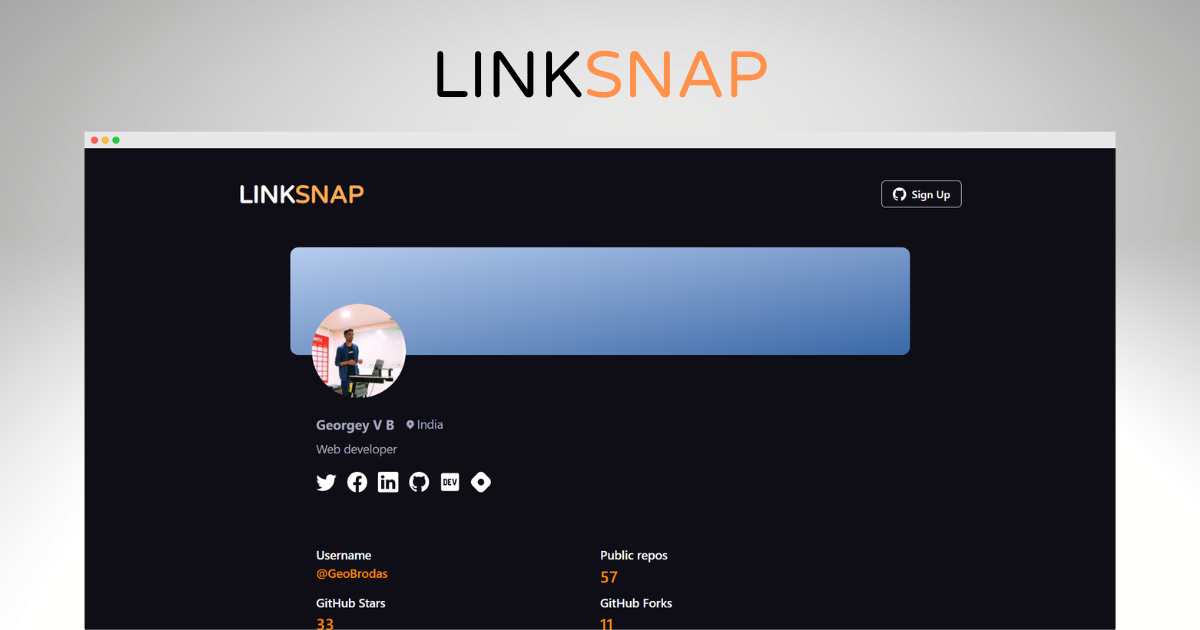 LINKSNAP
LINKSNAP
Sign Up
Georgey V B India
Web developer
DEV
Username Public repos
@GeoBrodas 57
GitHub Stars GitHub Forks
33 11